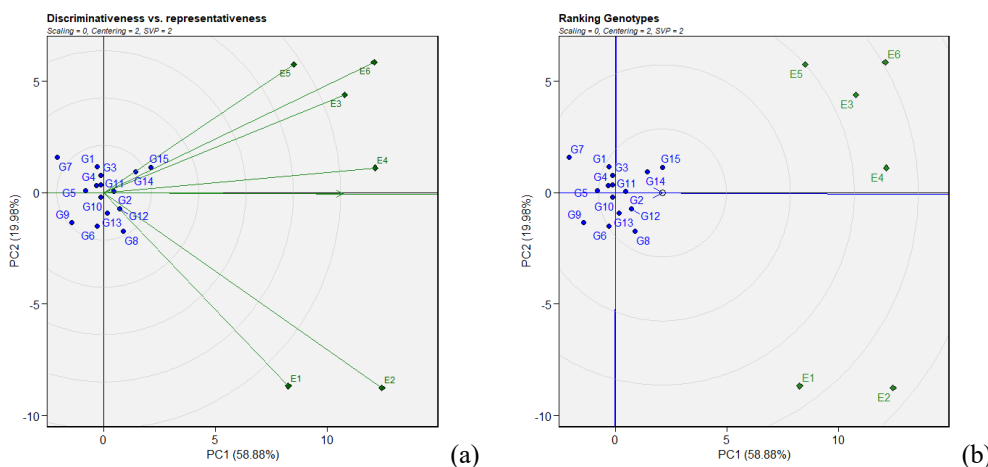 Discriminativeness vs. representativeness
Scaling = 0, Centering = 2, SVP = 2
PC2 (19.98%)
5
0
-5
-10
E5
E6
E3
E4
G1
G3
G15
G7
G4
G11
G14
G5
G2
G10
G12
G9
G13
G6
G8
E1
E2
0
5
10
PC1 (58.88%)
(a)
Ranking Genotypes
Scaling = 0, Centering = 2, SVP = 2
PC2 (19.98%)
5
0
-5
-10
E6
E5
E3
E4
G1
G3
G15
G7
G4
G11
G14
G5
G2
G10
G12
G9
G13
G6
G8
E1
E2
0
5
10
PC1 (58.88%)
(b)